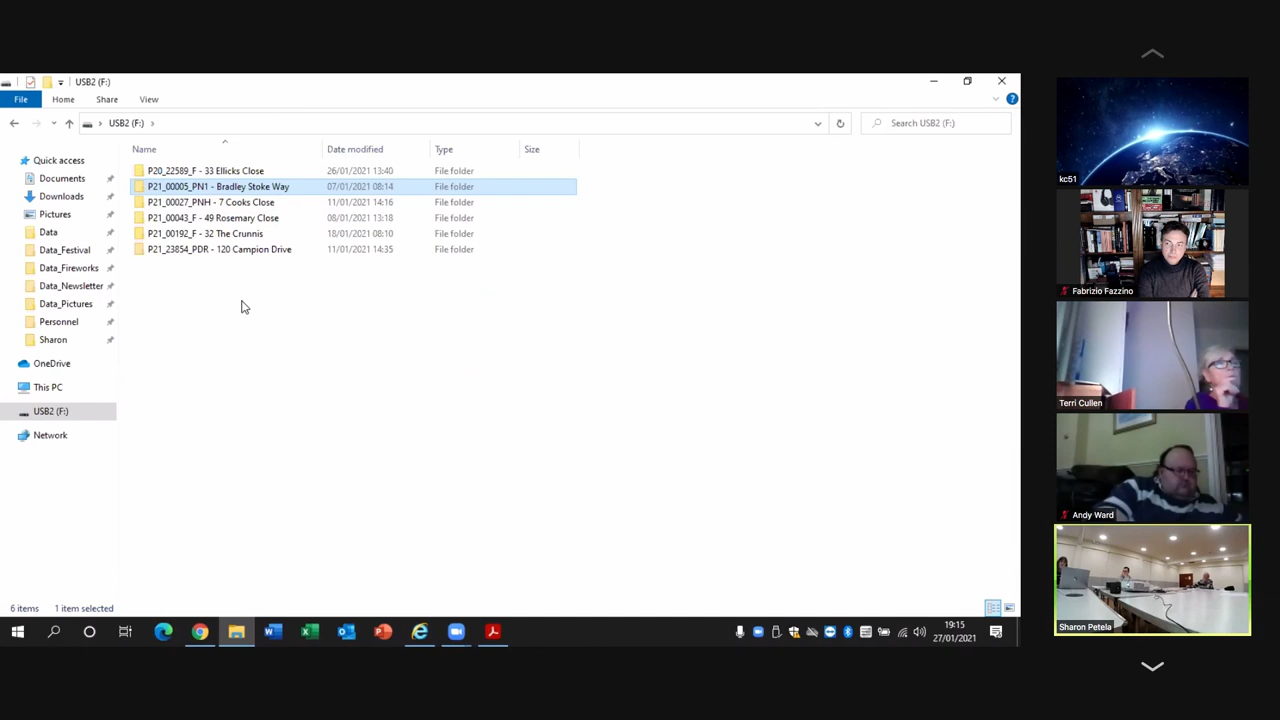 USB2 (F:)
File Home Share View
USB2 (F:) Search USB2 (F:)
Name Date modified Type Size
P20_22589_F - 33 Ellicks Close 26/01/2021 13:40 File folder
P21_00005_PN1 - Bradley Stoke Way 07/01/2021 08:14 File folder
P21_00027_PNH - 7 Cooks Close 11/01/2021 14:16 File folder
P21_00043_F - 49 Rosemary Close 08/01/2021 13:18 File folder
P21_00192_F - 32 The Crunnis 18/01/2021 08:10 File folder
P21_23854_PDR - 120 Campion Drive 11/01/2021 14:35 File folder
Quick access
Documents
Downloads
Pictures
Data
Data_Festival
Data_Fireworks
Data_Newsletter
Data_Pictures
Personnel
Sharon
OneDrive
This PC
USB2 (F:)
Network
6 items 1 item selected
19:15
27/01/2021
kc51
Fabrizio Fazzino
Terri Cullen
Andy Ward
Sharon Petela